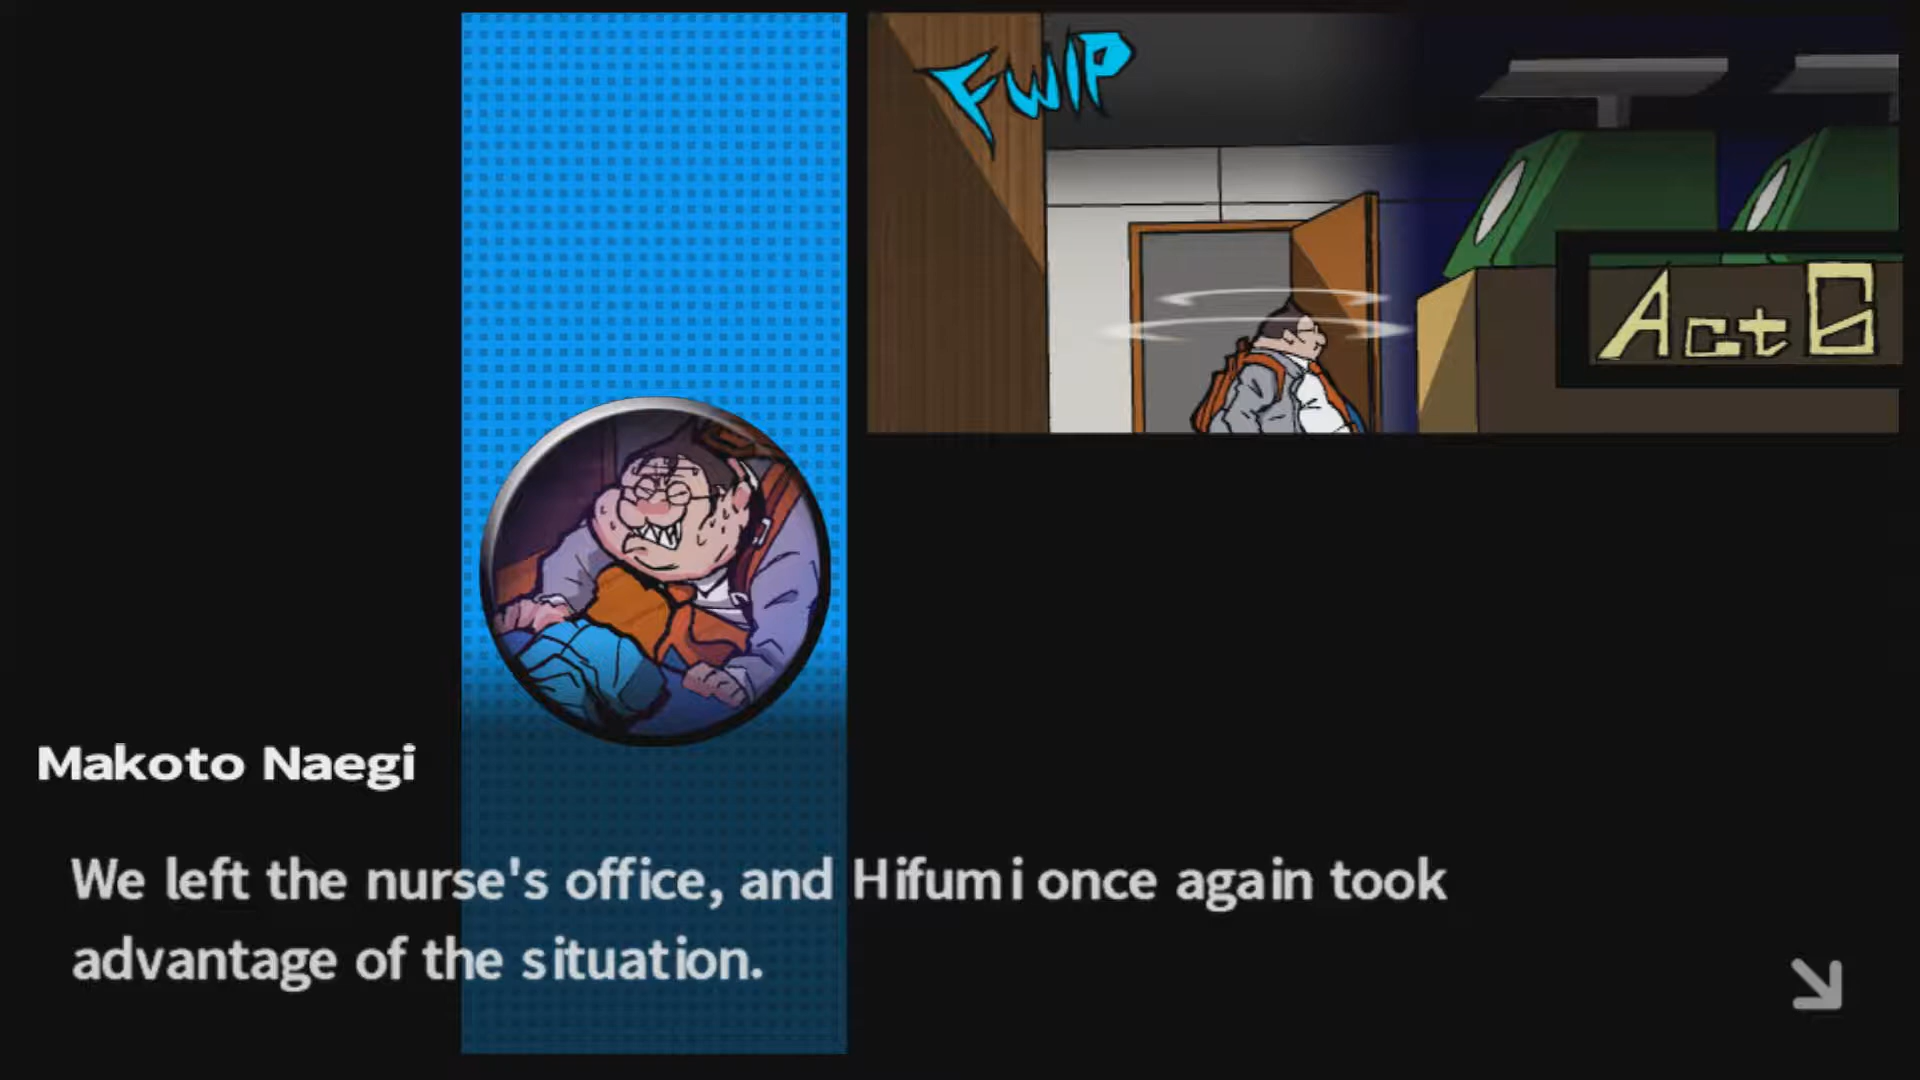 FWIP
Act 6
Makoto Naegi
We left the nurse's office, and Hifumi once again took
advantage of the situation.